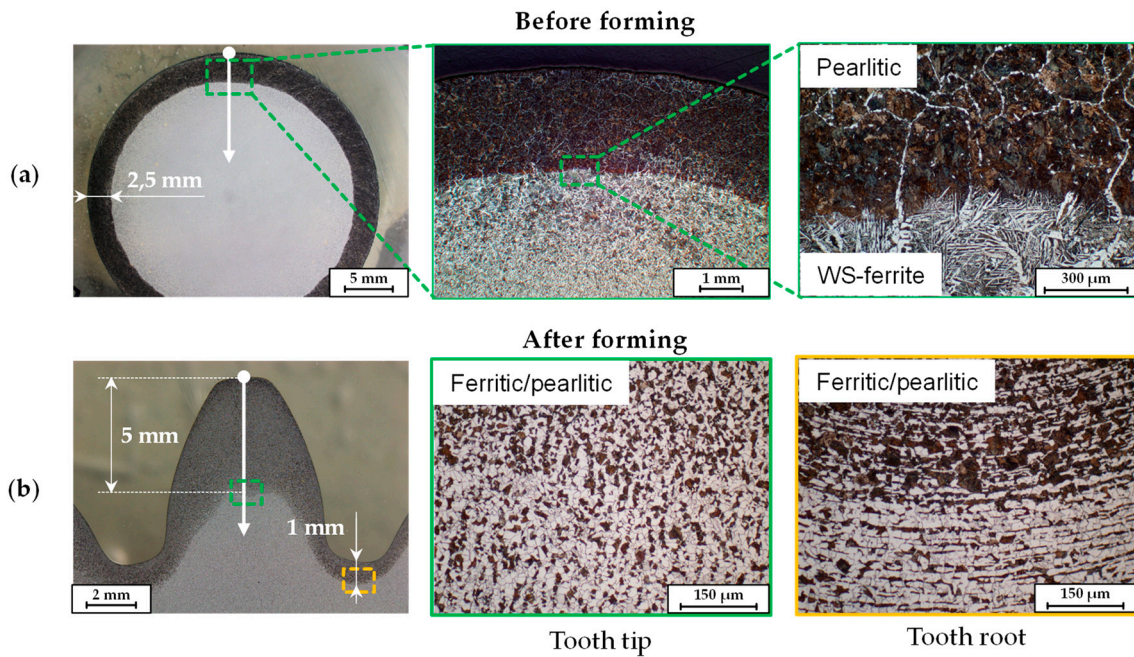 Before forming
(a)
2,5 mm
5 mm
1 mm
Pearlitic
WS-ferrite
300 µm
After forming
(b)
5 mm
1 mm
2 mm
Ferritic/pearlitic
150 µm
Ferritic/pearlitic
150 µm
Tooth tip
Tooth root